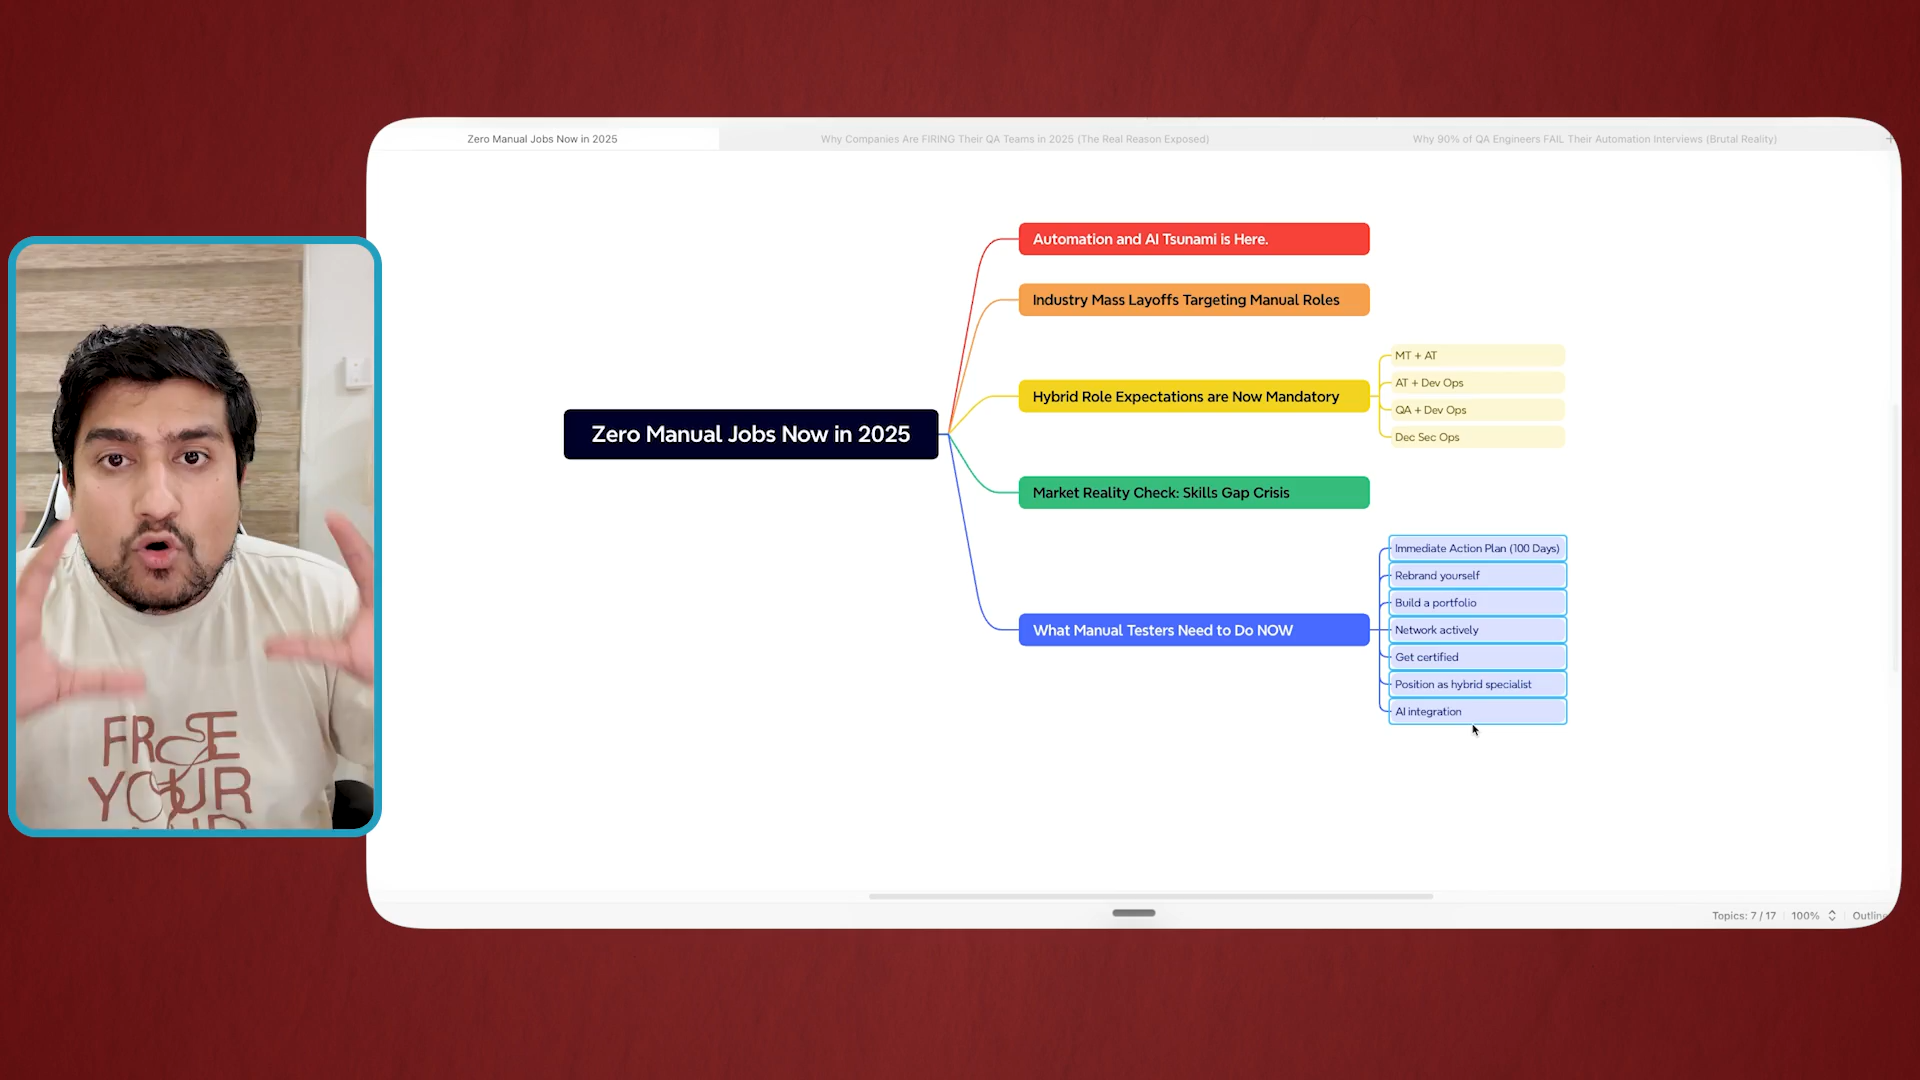 Zero Manual Jobs Now in 2025
Why Companies Are FIRING Their QA Teams in 2025 (The Real Reason Exposed)
Why 90% of QA Engineers FAIL Their Automation Interviews (Brutal Reality)
Zero Manual Jobs Now in 2025
Automation and AI Tsunami is Here.
Industry Mass Layoffs Targeting Manual Roles
Hybrid Role Expectations are Now Mandatory
MT + AT
AT + Dev Ops
QA + Dev Ops
Dec Sec Ops
Market Reality Check: Skills Gap Crisis
What Manual Testers Need to Do NOW
Immediate Action Plan (100 Days)
Rebrand yourself
Build a portfolio
Network actively
Get certified
Position as hybrid specialist
AI integration
FREE
YOUR
Topics: 7 / 17
100%